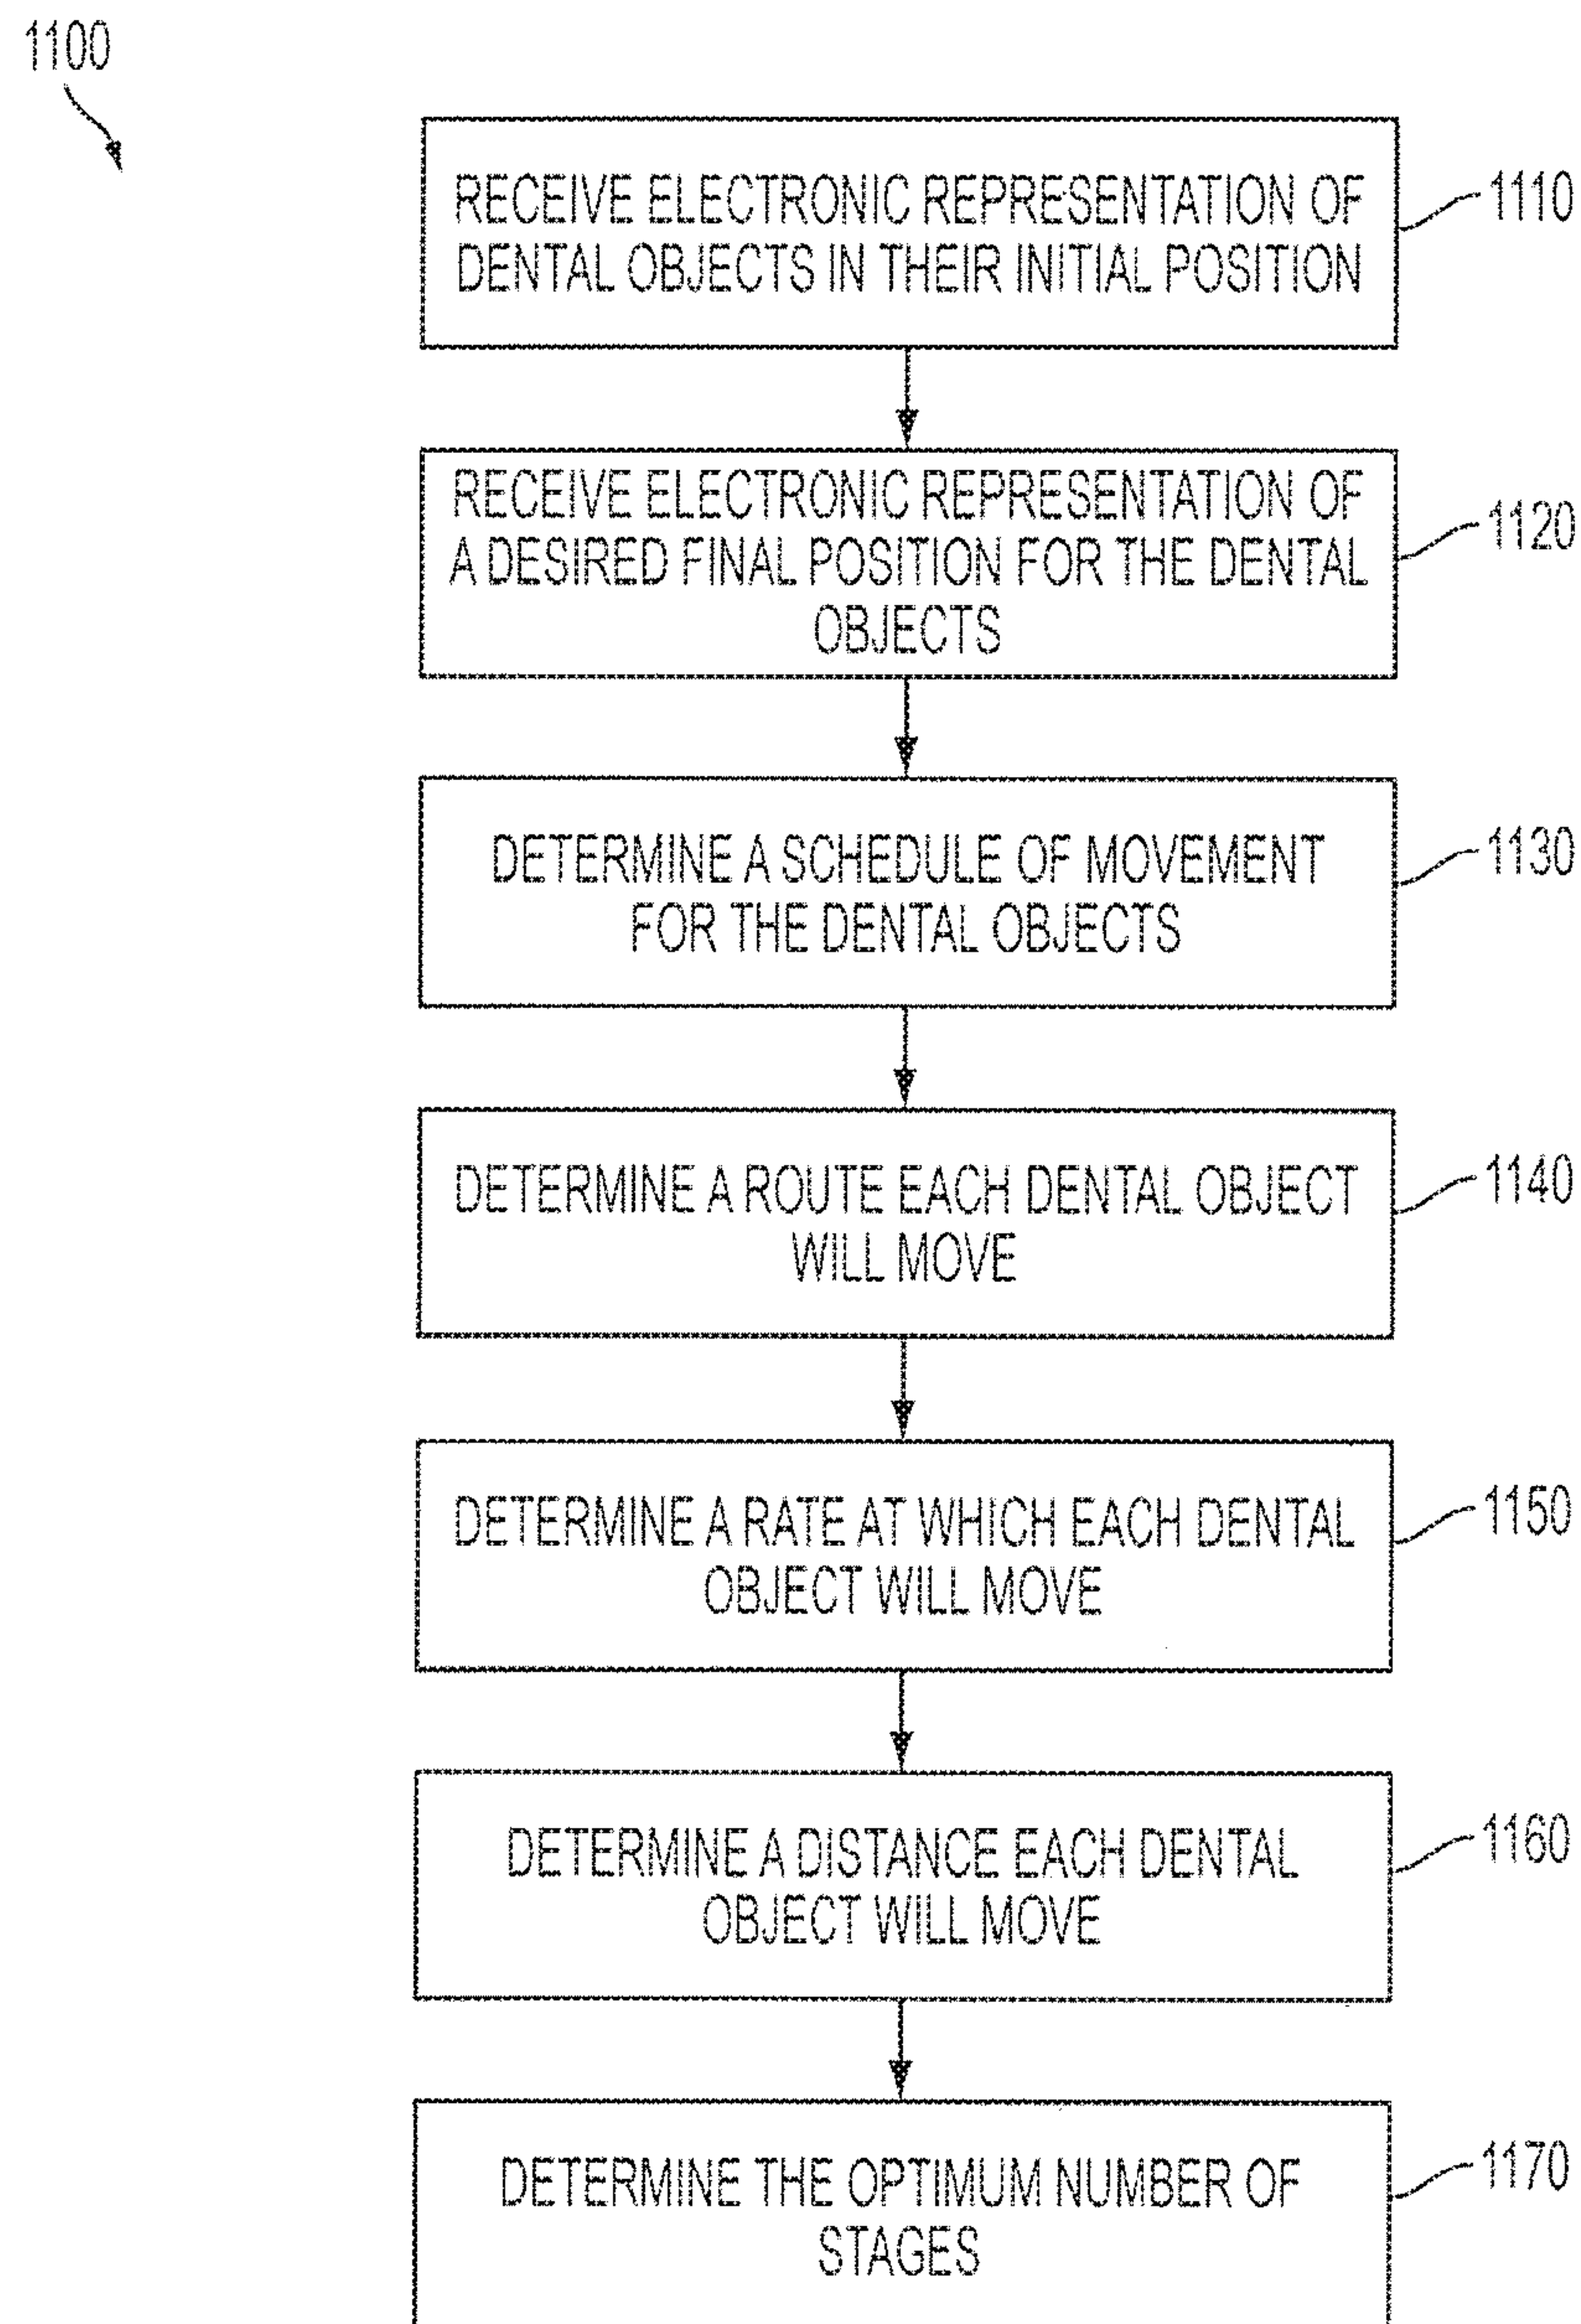 1100
RECEIVE ELECTRONIC REPRESENTATION OF
DENTAL OBJECTS IN THEIR INITIAL POSITION
1110
RECEIVE ELECTRONIC REPRESENTATION OF
A DESIRED FINAL POSITION FOR THE DENTAL
OBJECTS
1120
DETERMINE A SCHEDULE OF MOVEMENT
FOR THE DENTAL OBJECTS
1130
DETERMINE A ROUTE EACH DENTAL OBJECT
WILL MOVE
1140
DETERMINE A RATE AT WHICH EACH DENTAL
OBJECT WILL MOVE
1150
DETERMINE A DISTANCE EACH DENTAL
OBJECT WILL MOVE
1160
DETERMINE THE OPTIMUM NUMBER OF
STAGES
1170